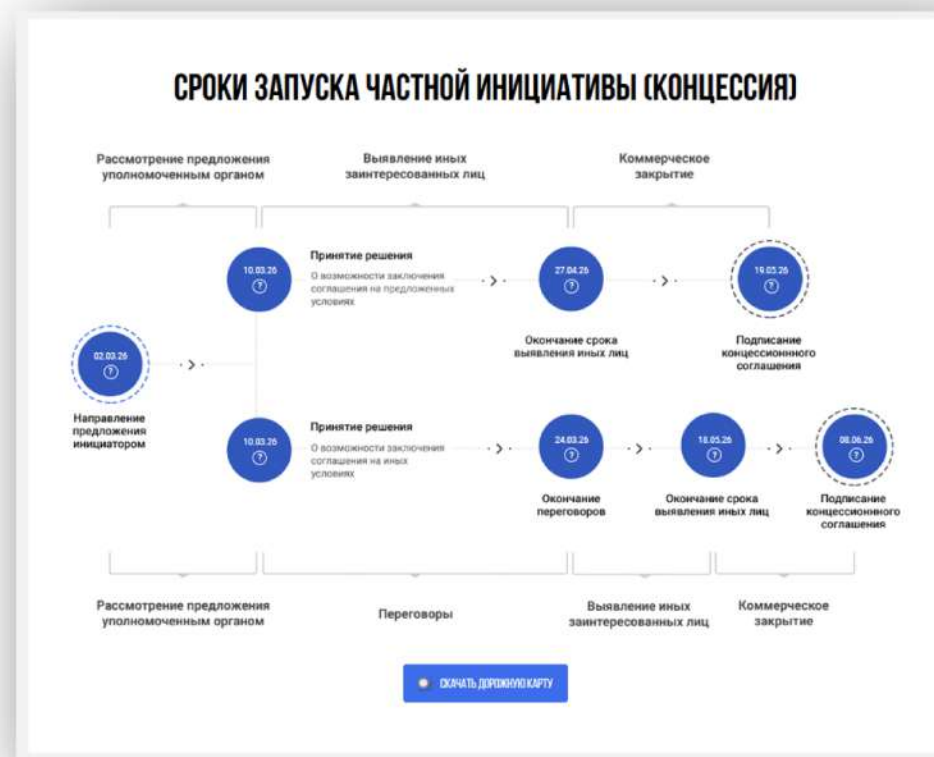 СРОКИ ЗАПУСКА ЧАСТНОЙ ИНИЦИАТИВЫ (КОНЦЕССИЯ)
Рассмотрение предложения
уполномоченным органом
Выявление иных
заинтересованных лиц
Коммерческое
закрытие
10.03.26
?
Принятие решения
О возможности заключения
соглашения на предложенных
условиях
27.04.26
?
Окончание срока
выявления иных лиц
19.05.26
?
Подписание
концессионнного
соглашения
02.03.26
?
Направление
предложения
инициатором
10.03.26
?
Принятие решения
О возможности заключения
соглашения на иных
условиях
24.03.26
?
Окончание
переговоров
18.05.26
?
Окончание срока
выявления иных лиц
08.06.26
?
Подписание
концессионнного
соглашения
Рассмотрение предложения
уполномоченным органом
Переговоры
Выявление иных
заинтересованных лиц
Коммерческое
закрытие
СКАЧАТЬ ДОРОЖНУЮ КАРТУ